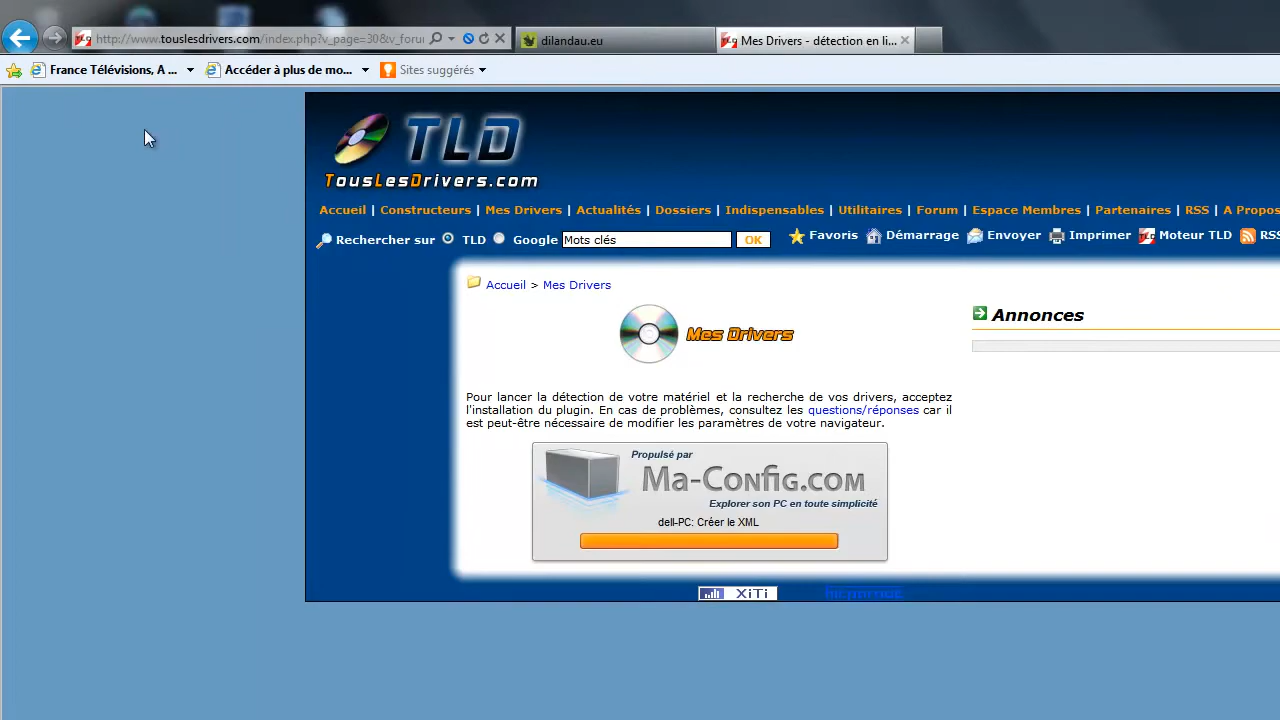 http://www.touslesdrivers.com/index.php?v_page=30&v_foru
dilandau.eu
TLD Mes Drivers - détection en li...
France Télévisions, A ...
Accéder à plus de mo...
Sites suggérés
TLD
TousLesDrivers.com
Accueil | Constructeurs | Mes Drivers | Actualités | Dossiers | Indispensables | Utilitaires | Forum | Espace Membres | Partenaires | RSS | A Propos
Rechercher sur TLD Google Mots clés OK Favoris Démarrage Envoyer Imprimer Moteur TLD RSS
Accueil > Mes Drivers
Mes Drivers
Annonces
Pour lancer la détection de votre matériel et la recherche de vos drivers, acceptez
l'installation du plugin. En cas de problèmes, consultez les questions/réponses car il
est peut-être nécessaire de modifier les paramètres de votre navigateur.
Propulsé par
Ma-Config.com
Explorer son PC en toute simplicité
dell-PC: Créer le XML
XiTi